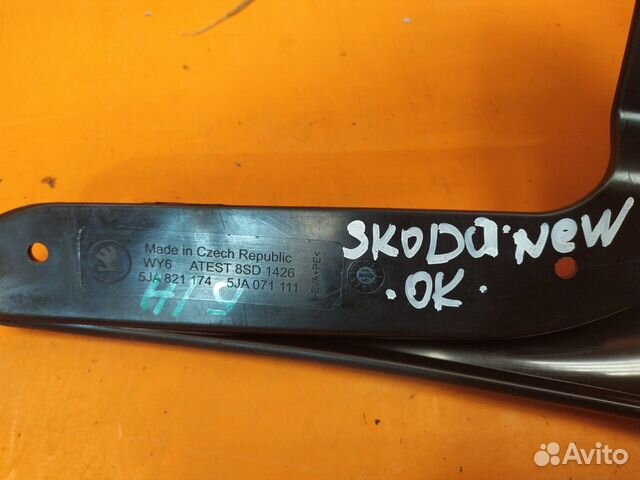 Made in Czech Republic
WY6 ATEST 8SD 1426
5JA 821 174 5JA 071 111
SKODA NEW
·OK·
Avito